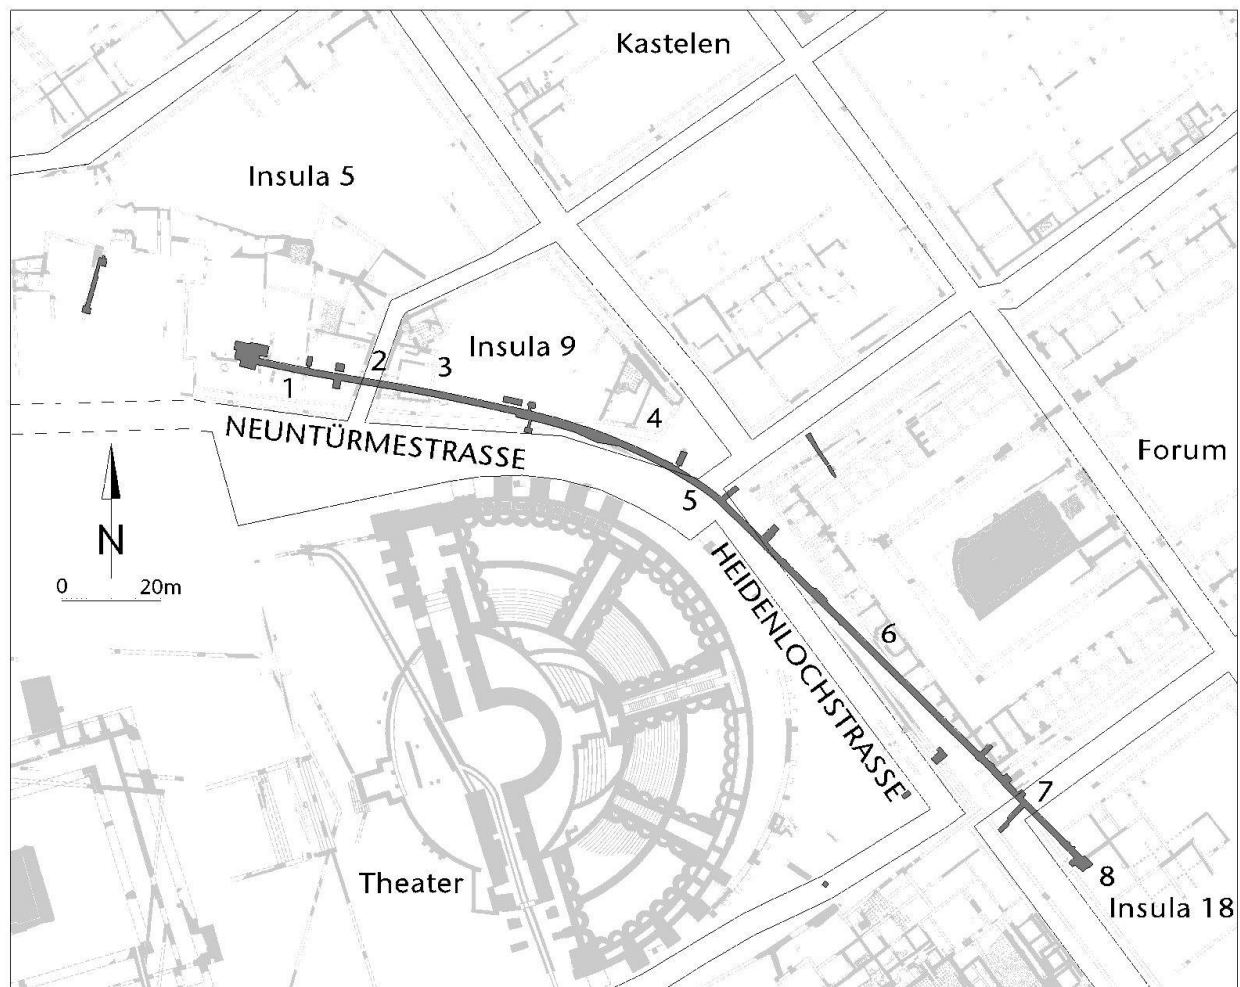 Kastelen
Insula 5
2
3
Insula 9
1
4
NEUNTÜRMESTRASSE
Forum
5
N
0 20m
HEIDENLOCHSTRASSE
6
7
Theater
8
Insula 18